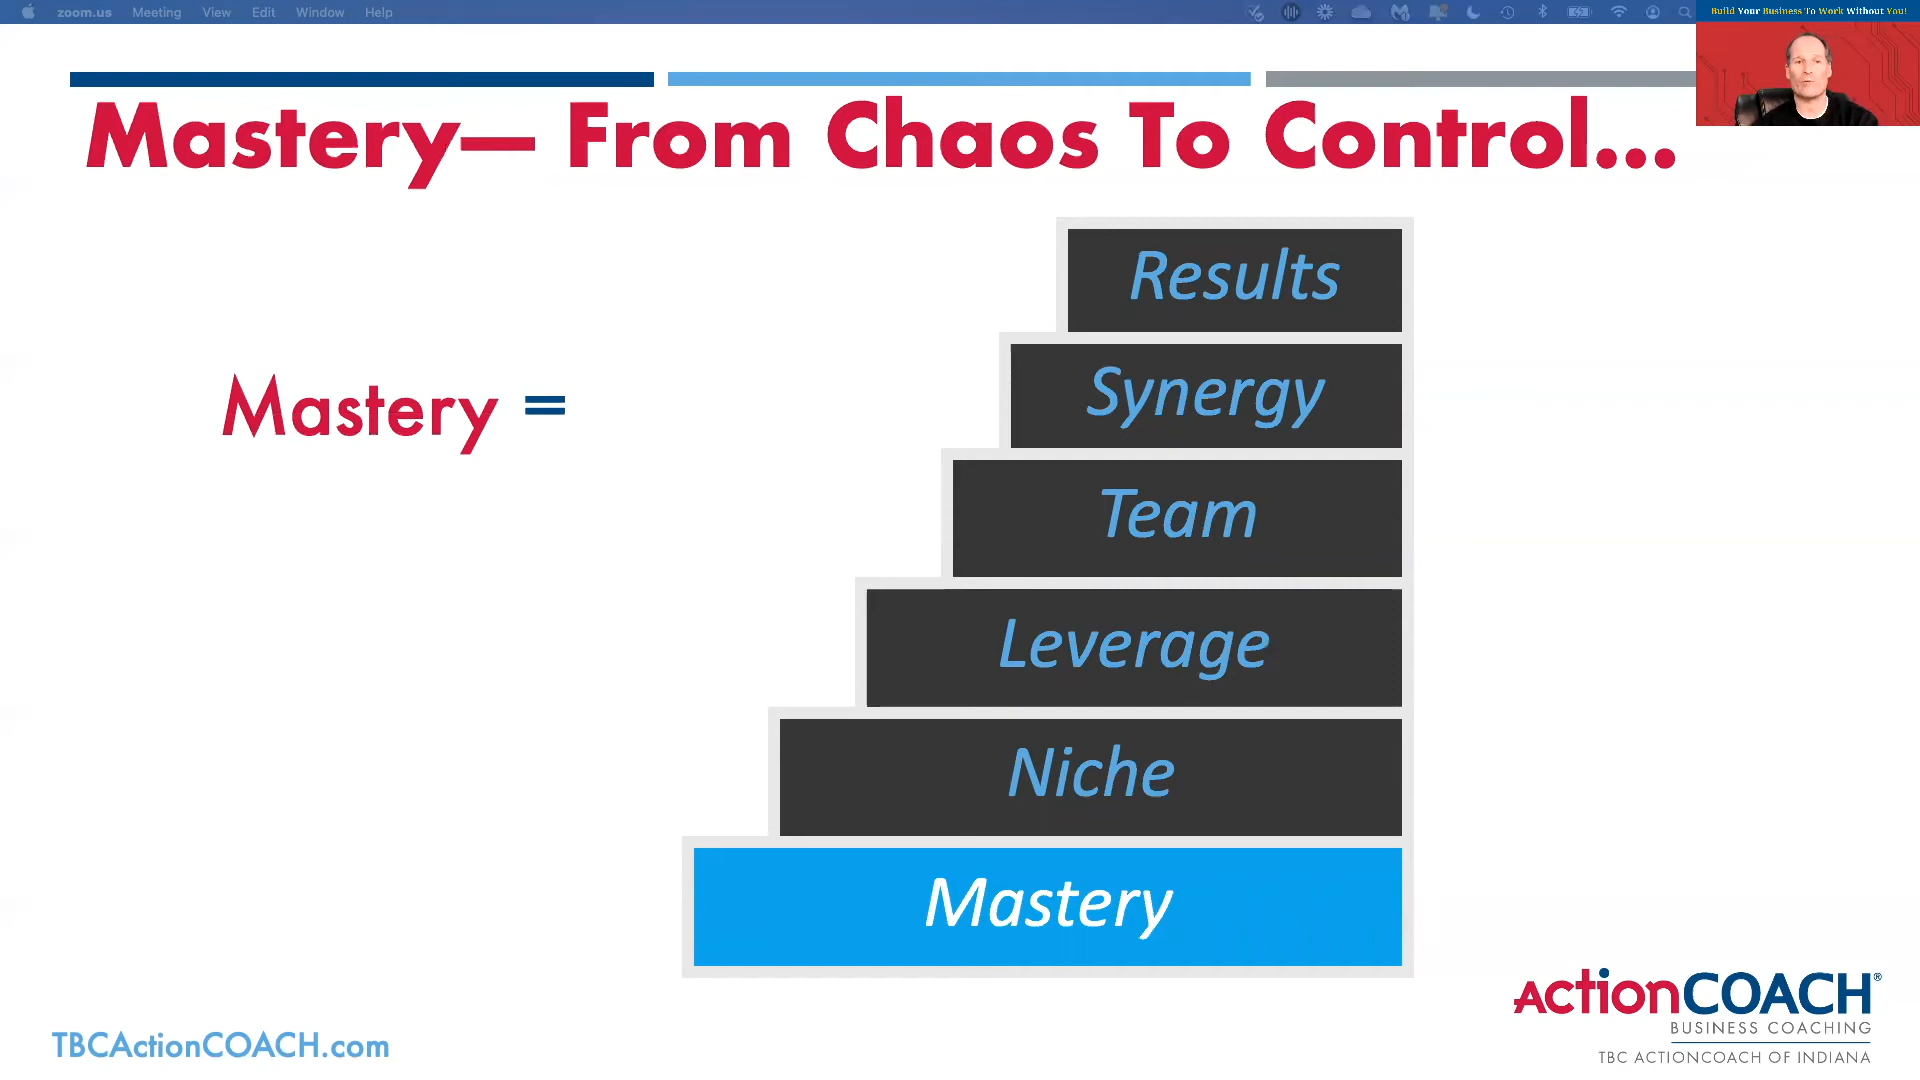 zoom.us Meeting View Edit Window Help
Build Your Business To Work Without You!
Mastery— From Chaos To Control...
Results
Synergy
Mastery =
Team
Leverage
Niche
Mastery
ActionCOACH®
BUSINESS COACHING
TBC ACTIONCOACH OF INDIANA
TBCActionCOACH.com